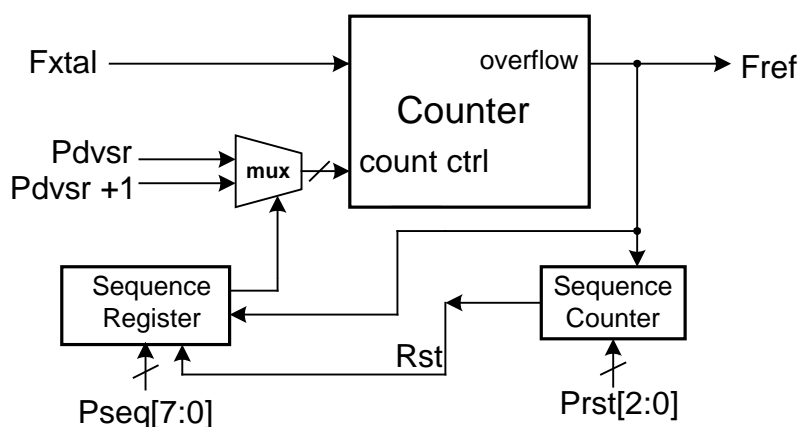 Fxtal
overflow
Fref
Counter
Pdvsr
Pdvsr +1
mux
count ctrl
Sequence
Register
Sequence
Counter
Rst
Pseq[7:0]
Prst[2:0]